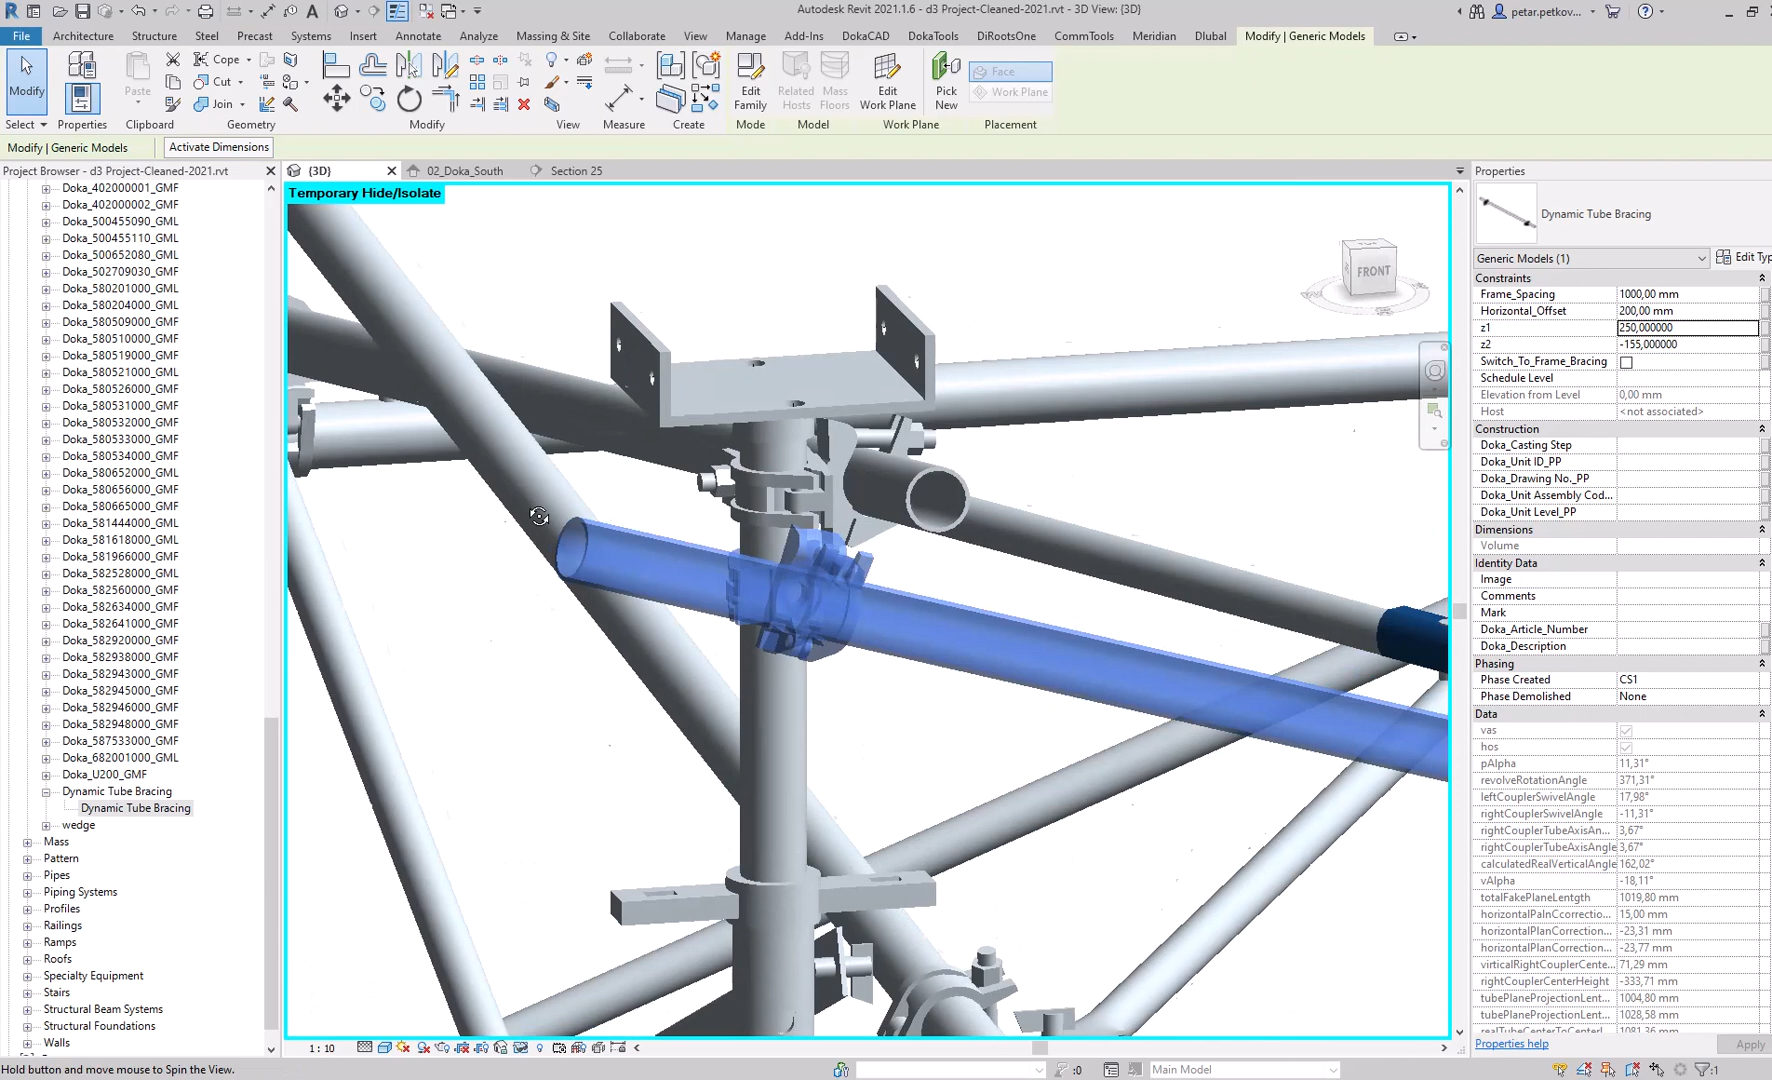 Autodesk Revit 2021.1.6 - d3 Project-Cleaned-2021.rvt - 3D View: {3D}
petar.petkov...
File Architecture Structure Steel Precast Systems Insert Annotate Analyze Massing & Site Collaborate View Manage Add-Ins DokaCAD DokaTools DiRootsOne CommTools Meridian Dlubal Modify | Generic Models
Modify
Paste
Cope
Cut
Join
Edit Family
Related Hosts
Mass Floors
Edit Work Plane
Pick New
Face
Work Plane
Select Properties Clipboard Geometry Modify View Measure Create Mode Model Work Plane Placement
Modify | Generic Models Activate Dimensions
Project Browser - d3 Project-Cleaned-2021.rvt
Doka_402000001_GMF
Doka_402000002_GMF
Doka_500455090_GML
Doka_500455110_GML
Doka_500652080_GML
Doka_502709030_GMF
Doka_580201000_GML
Doka_580204000_GMF
Doka_580509000_GMF
Doka_580510000_GMF
Doka_580519000_GMF
Doka_580521000_GML
Doka_580526000_GMF
Doka_580531000_GMF
Doka_580532000_GMF
Doka_580533000_GMF
Doka_580534000_GMF
Doka_580652000_GMF
Doka_580656000_GMF
Doka_580665000_GMF
Doka_581444000_GML
Doka_581618000_GML
Doka_581966000_GMF
Doka_582528000_GML
Doka_582560000_GMF
Doka_582634000_GMF
Doka_582641000_GMF
Doka_582920000_GMF
Doka_582938000_GMF
Doka_582943000_GMF
Doka_582945000_GMF
Doka_582946000_GMF
Doka_582948000_GMF
Doka_587533000_GMF
Doka_682001000_GML
Doka_U200_GMF
Dynamic Tube Bracing
Dynamic Tube Bracing
wedge
Mass
Pattern
Pipes
Piping Systems
Profiles
Railings
Ramps
Roofs
Specialty Equipment
Stairs
Structural Beam Systems
Structural Foundations
Walls
{3D} 02_Doka_South Section 25
Temporary Hide/Isolate
FRONT
1 : 10
Properties
Dynamic Tube Bracing
Generic Models (1) Edit Typ
Constraints
Frame_Spacing 1000,00 mm
Horizontal_Offset 200,00 mm
z1 250,000000
z2 -155,000000
Switch_To_Frame_Bracing
Schedule Level
Elevation from Level 0,00 mm
Host <not associated>
Construction
Doka_Casting Step
Doka_Unit ID_PP
Doka_Drawing No._PP
Doka_Unit Assembly Cod...
Doka_Unit Level_PP
Dimensions
Volume
Identity Data
Image
Comments
Mark
Doka_Article_Number
Doka_Description
Phasing
Phase Created CS1
Phase Demolished None
Data
vas
hos
pAlpha 11,31°
revolveRotationAngle 371,31°
leftCouplerSwivelAngle 17,98°
rightCouplerSwivelAngle -11,31°
rightCouplerTubeAxisAn... 3,67°
rightCouplerTubeAxisAngle 3,67°
calculatedRealVerticalAngle 162,02°
vAlpha -18,11°
totalFakePlaneLentgth 1019,80 mm
horizontalPalnCcorrectio... 15,00 mm
horizontalPlanCorrection... -23,31 mm
horizontalPlanCorrection... -23,77 mm
virticalRightCouplerCente... 71,29 mm
rightCouplerCenterHeight -333,71 mm
tubePlaneProjectionLent... 1004,80 mm
tubePlaneProjectionLent... 1028,58 mm
Properties help Apply
Hold button and move mouse to Spin the View.
:0
Main Model
:1